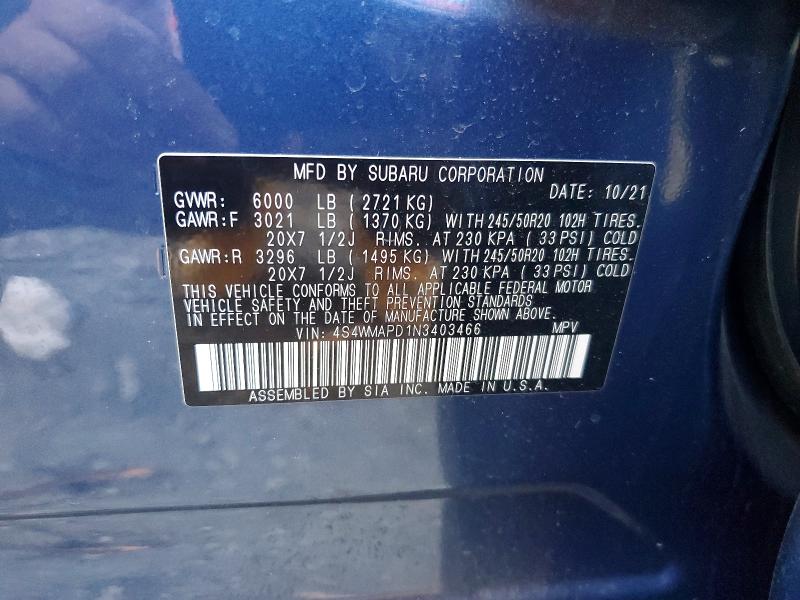 MFD BY SUBARU CORPORATION
DATE: 10/21
GVWR: 6000 LB ( 2721 KG)
GAWR:F 3021 LB ( 1370 KG) WITH 245/50R20 102H TIRES.
20X7 1/2J RIMS. AT 230 KPA ( 33 PSI) COLD
GAWR:R 3296 LB ( 1495 KG) WITH 245/50R20 102H TIRES.
20X7 1/2J RIMS. AT 230 KPA ( 33 PSI) COLD
THIS VEHICLE CONFORMS TO ALL APPLICABLE FEDERAL MOTOR
VEHICLE SAFETY AND THEFT PREVENTION STANDARDS
IN EFFECT ON THE DATE OF MANUFACTURE SHOWN ABOVE.
VIN: 4S4WMAPD1N3403466 MPV
ASSEMBLED BY SIA INC. MADE IN U.S.A.